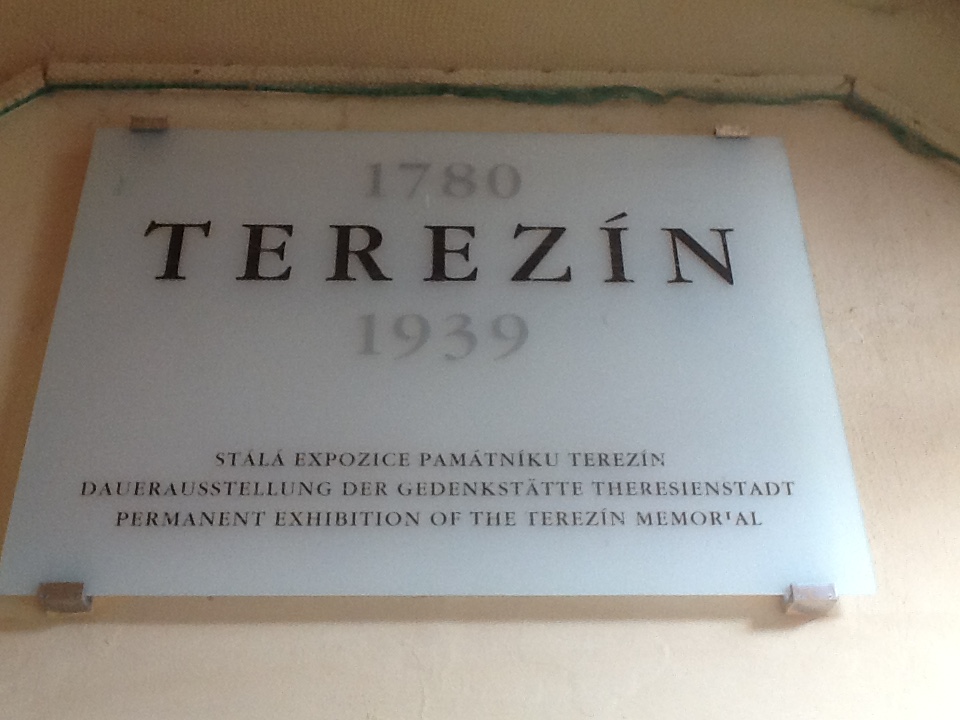 1780
TEREZÍN
1939
STÁLÁ EXPOZICE PAMÁTNÍKU TEREZÍN
DAUERAUSSTELLUNG DER GEDENKSTÄTTE THERESIENSTADT
PERMANENT EXHIBITION OF THE TEREZÍN MEMORIAL